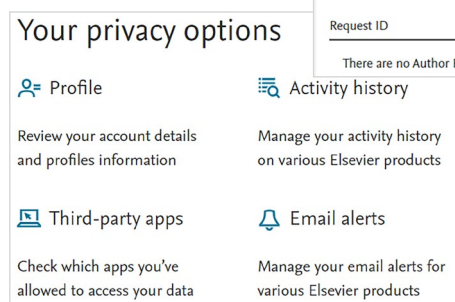 Your privacy options
Request ID
There are no Author
Profile
Activity history
Review your account details
and profiles information
Manage your activity history
on various Elsevier products
Third-party apps
Email alerts
Check which apps you've
allowed to access your data
Manage your email alerts for
various Elsevier products